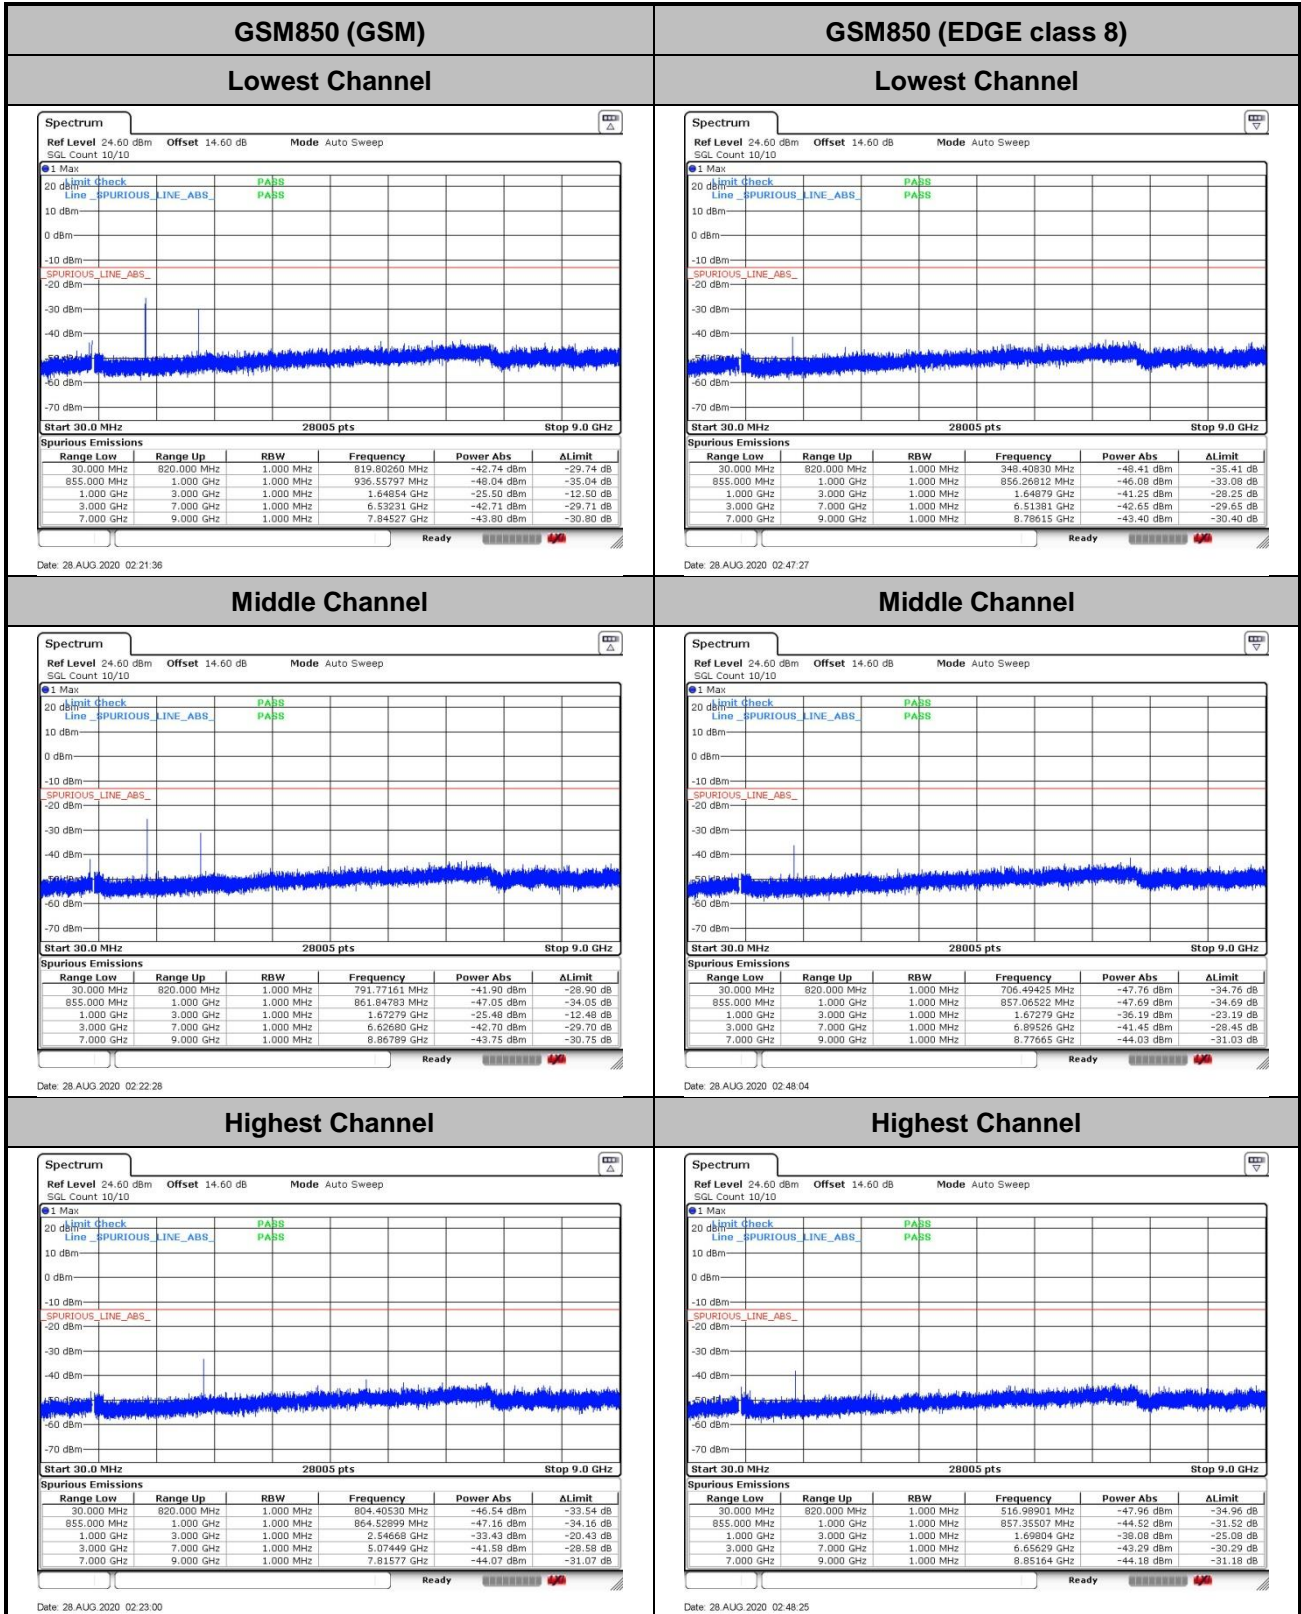 GSM850 (GSM)
GSM850 (EDGE class 8)
Lowest Channel
Lowest Channel
Spectrum
Ref Level 24.60 dBm Offset 14.60 dB Mode Auto Sweep
SGL Count 10/10
1 Max
Limit Check PASS
20 dBm
Line _SPURIOUS_LINE_ABS_ PASS
10 dBm
0 dBm
-10 dBm
_SPURIOUS_LINE_ABS_
-20 dBm
-30 dBm
-40 dBm
-50 dBm
-60 dBm
-70 dBm
Start 30.0 MHz 28005 pts Stop 9.0 GHz
Spurious Emissions
Range Low Range Up RBW Frequency Power Abs ΔLimit
30.000 MHz 820.000 MHz 1.000 MHz 819.80260 MHz -42.74 dBm -29.74 dB
855.000 MHz 1.000 GHz 1.000 MHz 936.55797 MHz -48.04 dBm -35.04 dB
1.000 GHz 3.000 GHz 1.000 MHz 1.64854 GHz -25.50 dBm -12.50 dB
3.000 GHz 7.000 GHz 1.000 MHz 6.53231 GHz -42.71 dBm -29.71 dB
7.000 GHz 9.000 GHz 1.000 MHz 7.84527 GHz -43.80 dBm -30.80 dB
Ready
Date: 28.AUG.2020 02:21:36
Spectrum
Ref Level 24.60 dBm Offset 14.60 dB Mode Auto Sweep
SGL Count 10/10
1 Max
Limit Check PASS
20 dBm
Line _SPURIOUS_LINE_ABS_ PASS
10 dBm
0 dBm
-10 dBm
_SPURIOUS_LINE_ABS_
-20 dBm
-30 dBm
-40 dBm
-50 dBm
-60 dBm
-70 dBm
Start 30.0 MHz 28005 pts Stop 9.0 GHz
Spurious Emissions
Range Low Range Up RBW Frequency Power Abs ΔLimit
30.000 MHz 820.000 MHz 1.000 MHz 348.40830 MHz -48.41 dBm -35.41 dB
855.000 MHz 1.000 GHz 1.000 MHz 856.26812 MHz -46.08 dBm -33.08 dB
1.000 GHz 3.000 GHz 1.000 MHz 1.64879 GHz -41.25 dBm -28.25 dB
3.000 GHz 7.000 GHz 1.000 MHz 6.51381 GHz -42.65 dBm -29.65 dB
7.000 GHz 9.000 GHz 1.000 MHz 8.78615 GHz -43.40 dBm -30.40 dB
Ready
Date: 28.AUG.2020 02:47:27
Middle Channel
Middle Channel
Spectrum
Ref Level 24.60 dBm Offset 14.60 dB Mode Auto Sweep
SGL Count 10/10
1 Max
Limit Check PASS
20 dBm
Line _SPURIOUS_LINE_ABS_ PASS
10 dBm
0 dBm
-10 dBm
_SPURIOUS_LINE_ABS_
-20 dBm
-30 dBm
-40 dBm
-50 dBm
-60 dBm
-70 dBm
Start 30.0 MHz 28005 pts Stop 9.0 GHz
Spurious Emissions
Range Low Range Up RBW Frequency Power Abs ΔLimit
30.000 MHz 820.000 MHz 1.000 MHz 791.77161 MHz -41.90 dBm -28.90 dB
855.000 MHz 1.000 GHz 1.000 MHz 861.84783 MHz -47.05 dBm -34.05 dB
1.000 GHz 3.000 GHz 1.000 MHz 1.67279 GHz -25.48 dBm -12.48 dB
3.000 GHz 7.000 GHz 1.000 MHz 6.62680 GHz -42.70 dBm -29.70 dB
7.000 GHz 9.000 GHz 1.000 MHz 8.86789 GHz -43.75 dBm -30.75 dB
Ready
Date: 28.AUG.2020 02:22:28
Spectrum
Ref Level 24.60 dBm Offset 14.60 dB Mode Auto Sweep
SGL Count 10/10
1 Max
Limit Check PASS
20 dBm
Line _SPURIOUS_LINE_ABS_ PASS
10 dBm
0 dBm
-10 dBm
_SPURIOUS_LINE_ABS_
-20 dBm
-30 dBm
-40 dBm
-50 dBm
-60 dBm
-70 dBm
Start 30.0 MHz 28005 pts Stop 9.0 GHz
Spurious Emissions
Range Low Range Up RBW Frequency Power Abs ΔLimit
30.000 MHz 820.000 MHz 1.000 MHz 706.49425 MHz -47.76 dBm -34.76 dB
855.000 MHz 1.000 GHz 1.000 MHz 857.06522 MHz -47.69 dBm -34.69 dB
1.000 GHz 3.000 GHz 1.000 MHz 1.67279 GHz -36.19 dBm -23.19 dB
3.000 GHz 7.000 GHz 1.000 MHz 6.89526 GHz -41.45 dBm -28.45 dB
7.000 GHz 9.000 GHz 1.000 MHz 8.77665 GHz -44.03 dBm -31.03 dB
Ready
Date: 28.AUG.2020 02:48:04
Highest Channel
Highest Channel
Spectrum
Ref Level 24.60 dBm Offset 14.60 dB Mode Auto Sweep
SGL Count 10/10
1 Max
Limit Check PASS
20 dBm
Line _SPURIOUS_LINE_ABS_ PASS
10 dBm
0 dBm
-10 dBm
_SPURIOUS_LINE_ABS_
-20 dBm
-30 dBm
-40 dBm
-50 dBm
-60 dBm
-70 dBm
Start 30.0 MHz 28005 pts Stop 9.0 GHz
Spurious Emissions
Range Low Range Up RBW Frequency Power Abs ΔLimit
30.000 MHz 820.000 MHz 1.000 MHz 804.40530 MHz -46.54 dBm -33.54 dB
855.000 MHz 1.000 GHz 1.000 MHz 864.52899 MHz -47.16 dBm -34.16 dB
1.000 GHz 3.000 GHz 1.000 MHz 2.54668 GHz -33.43 dBm -20.43 dB
3.000 GHz 7.000 GHz 1.000 MHz 5.07449 GHz -41.58 dBm -28.58 dB
7.000 GHz 9.000 GHz 1.000 MHz 7.81577 GHz -44.07 dBm -31.07 dB
Ready
Date: 28.AUG.2020 02:23:00
Spectrum
Ref Level 24.60 dBm Offset 14.60 dB Mode Auto Sweep
SGL Count 10/10
1 Max
Limit Check PASS
20 dBm
Line _SPURIOUS_LINE_ABS_ PASS
10 dBm
0 dBm
-10 dBm
_SPURIOUS_LINE_ABS_
-20 dBm
-30 dBm
-40 dBm
-50 dBm
-60 dBm
-70 dBm
Start 30.0 MHz 28005 pts Stop 9.0 GHz
Spurious Emissions
Range Low Range Up RBW Frequency Power Abs ΔLimit
30.000 MHz 820.000 MHz 1.000 MHz 516.98901 MHz -47.96 dBm -34.96 dB
855.000 MHz 1.000 GHz 1.000 MHz 857.35507 MHz -44.52 dBm -31.52 dB
1.000 GHz 3.000 GHz 1.000 MHz 1.69804 GHz -38.08 dBm -25.08 dB
3.000 GHz 7.000 GHz 1.000 MHz 6.65629 GHz -43.29 dBm -30.29 dB
7.000 GHz 9.000 GHz 1.000 MHz 8.85164 GHz -44.18 dBm -31.18 dB
Ready
Date: 28.AUG.2020 02:48:25